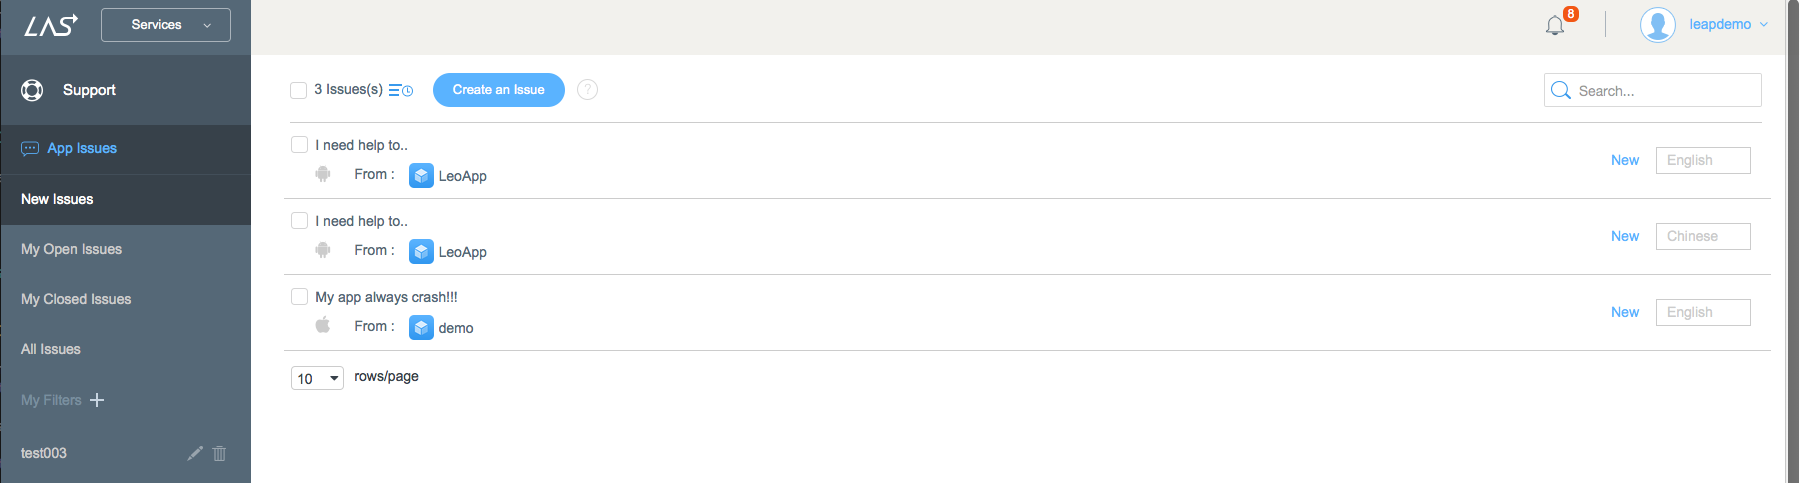 LAS Services
8
leapdemo
Support
App Issues
New Issues
My Open Issues
My Closed Issues
All Issues
My Filters
test003
3 Issues(s) Create an Issue ?
Search...
I need help to..
From : LeoApp
New English
I need help to..
From : LeoApp
New Chinese
My app always crash!!!
From : demo
New English
10 rows/page